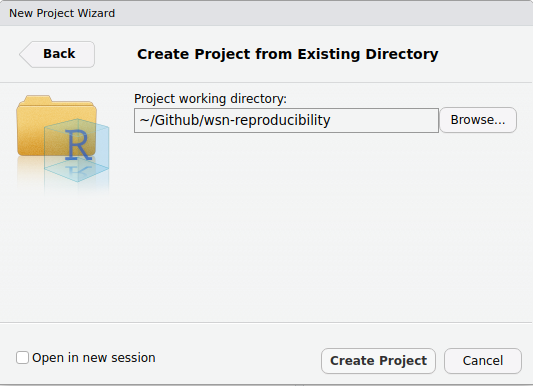 New Project Wizard
Back
Create Project from Existing Directory
Project working directory:
~/Github/wsn-reproducibility
Browse...
R
Open in new session
Create Project
Cancel